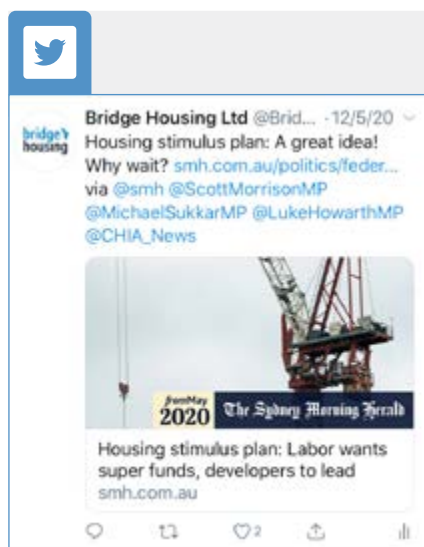 bridge
housing
Bridge Housing Ltd @Brid... · 12/5/20
Housing stimulus plan: A great idea!
Why wait? smh.com.au/politics/feder...
via @smh @ScottMorrisonMP
@MichaelSukkarMP @LukeHowarthMP
@CHIA_News
from May
2020
The Sydney Morning Herald
Housing stimulus plan: Labor wants
super funds, developers to lead
smh.com.au
2